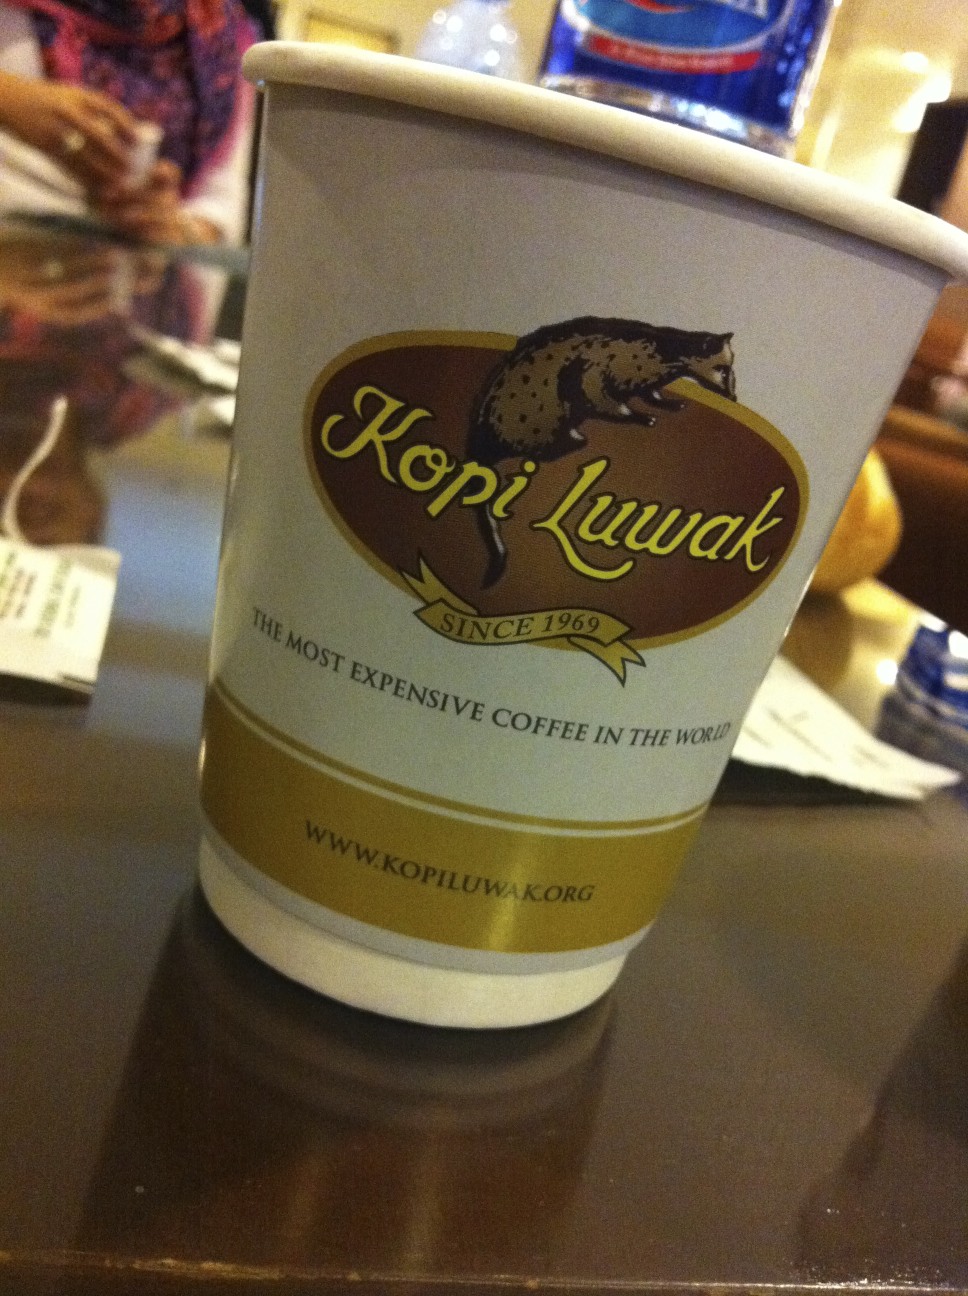 Kopi Luwak
SINCE 1969
THE MOST EXPENSIVE COFFEE IN THE WORLD
WWW.KOPILUWAK.ORG